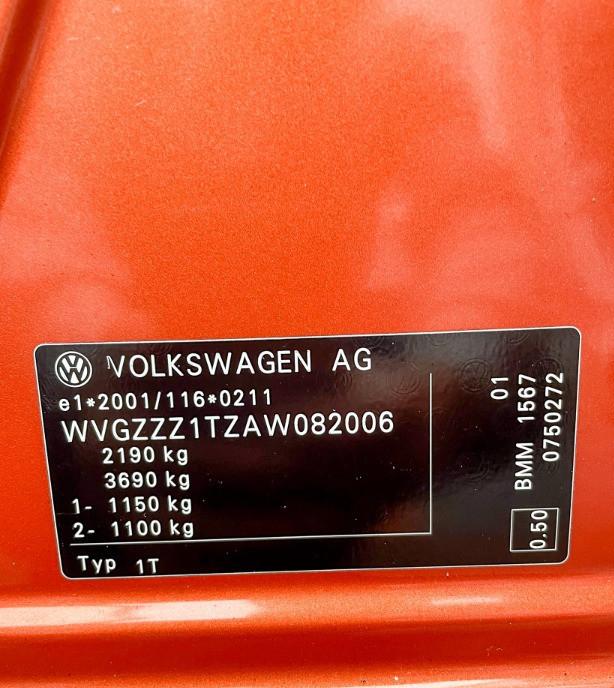 VOLKSWAGEN AG
e1*2001/116*0211
WVGZZZ1TZAW082006
2190 kg
3690 kg
1- 1150 kg
2- 1100 kg
Typ 1T
01
BMM 1567
0750272
0.50